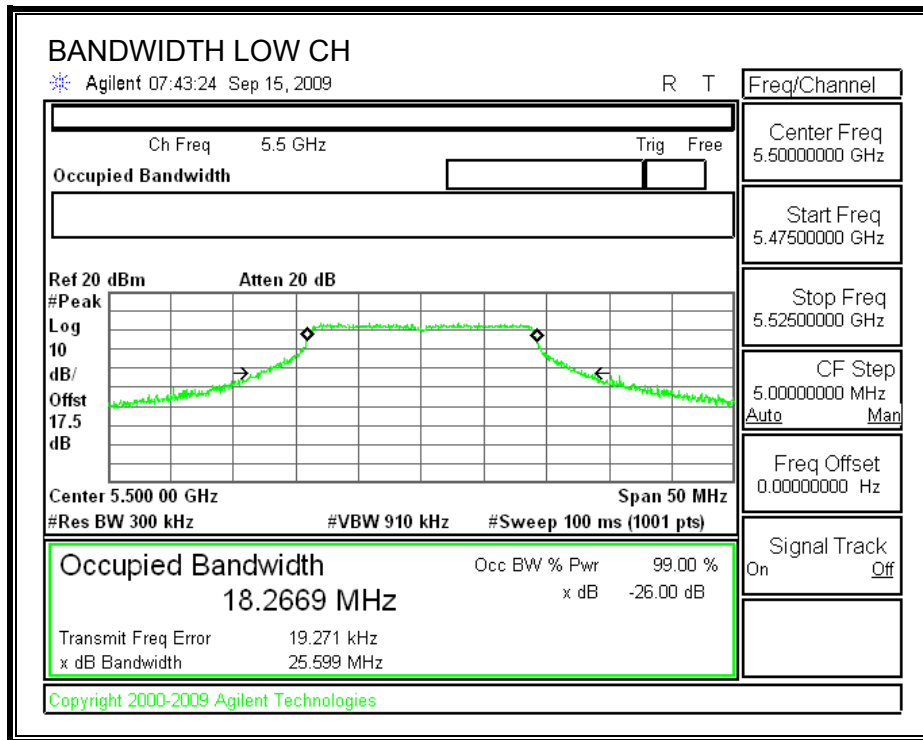 BANDWIDTH LOW CH
Agilent 07:43:24 Sep 15, 2009 R T
Freq/Channel
Ch Freq 5.5 GHz Trig Free
Occupied Bandwidth
Center Freq
5.50000000 GHz
Start Freq
5.47500000 GHz
Stop Freq
5.52500000 GHz
CF Step
5.00000000 MHz
Auto Man
Freq Offset
0.00000000 Hz
Signal Track
On Off
Ref 20 dBm Atten 20 dB
#Peak
Log
10
dB/
Offst
17.5
dB
Center 5.500 00 GHz Span 50 MHz
#Res BW 300 kHz #VBW 910 kHz #Sweep 100 ms (1001 pts)
Occupied Bandwidth Occ BW % Pwr 99.00 %
18.2669 MHz x dB -26.00 dB
Transmit Freq Error 19.271 kHz
x dB Bandwidth 25.599 MHz
Copyright 2000-2009 Agilent Technologies